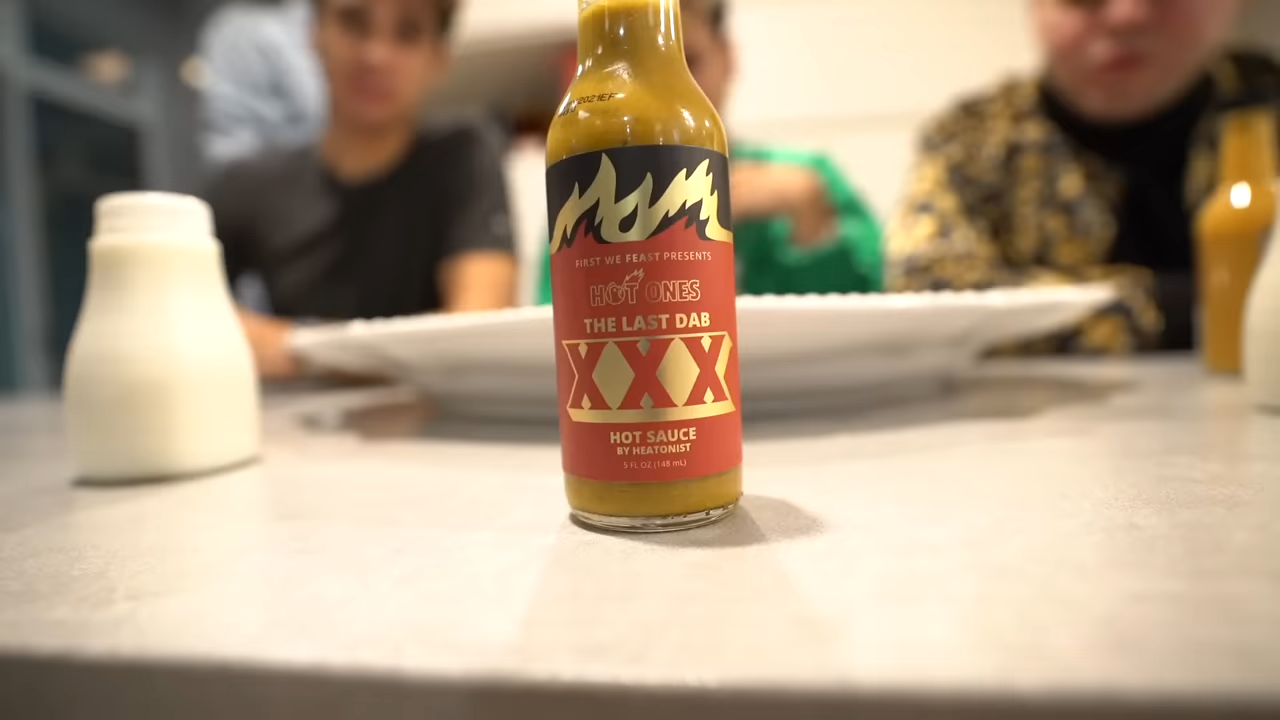 2021EF
FIRST WE FEAST PRESENTS
HOT ONES
THE LAST DAB
XXX
HOT SAUCE
BY HEATONIST
5 FL OZ (148 mL)